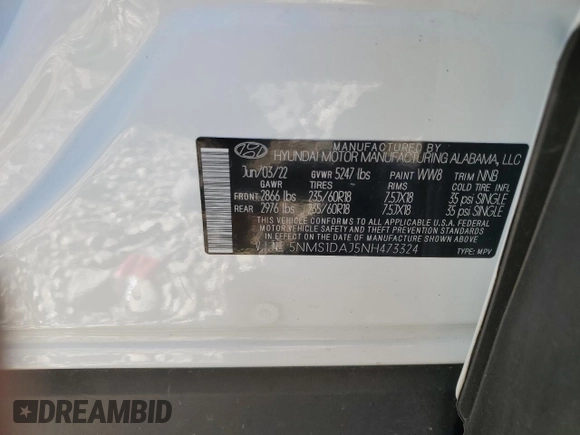 MANUFACTURED BY
HYUNDAI MOTOR MANUFACTURING ALABAMA, LLC
Jun/03/22 GVWR 5247 lbs PAINT WW8 TRIM NNB
GAWR TIRES RIMS COLD TIRE INFL
FRONT 2866 lbs 235/60R18 7.5JX18 35 psi SINGLE
REAR 2976 lbs 235/60R18 7.5JX18 35 psi SINGLE
THIS VEHICLE CONFORMS TO ALL APPLICABLE U.S.A. FEDERAL
MOTOR VEHICLE SAFETY AND THEFT PREVENTION STANDARDS
IN EFFECT ON THE DATE OF MANUFACTURE SHOWN ABOVE.
V.I.N: 5NMS1DAJ5NH473324
TYPE: MPV
DREAMBID